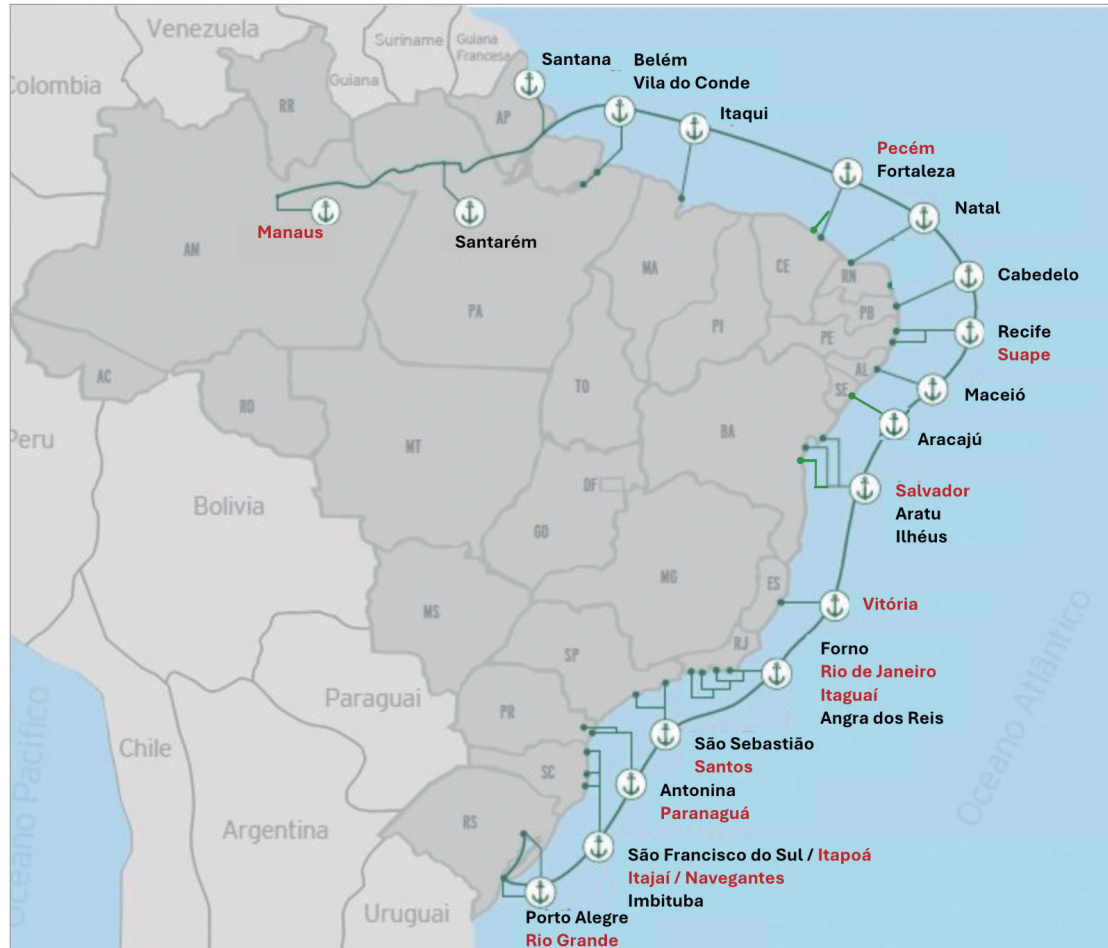 Venezuela
Suriname
Guiana
Francesa
Guiana
Colombia
Santana
Belém
Vila do Conde
Itaqui
Pecém
Fortaleza
Natal
Cabedelo
Recife
Suape
Maceió
Aracajú
Salvador
Aratu
Ilhéus
Vitória
Forno
Rio de Janeiro
Itaguaí
Angra dos Reis
São Sebastião
Santos
Antonina
Paranaguá
São Francisco do Sul / Itapoá
Itajaí / Navegantes
Imbituba
Porto Alegre
Rio Grande
Manaus
Santarém
RR
AP
AM
PA
MA
CE
RN
PB
PE
PI
AL
SE
AC
RO
TO
BA
MT
DF
GO
MG
ES
MS
SP
RJ
PR
SC
RS
Peru
Bolivia
Paraguai
Chile
Argentina
Uruguai
Oceano Pacífico
Oceano Atlântico